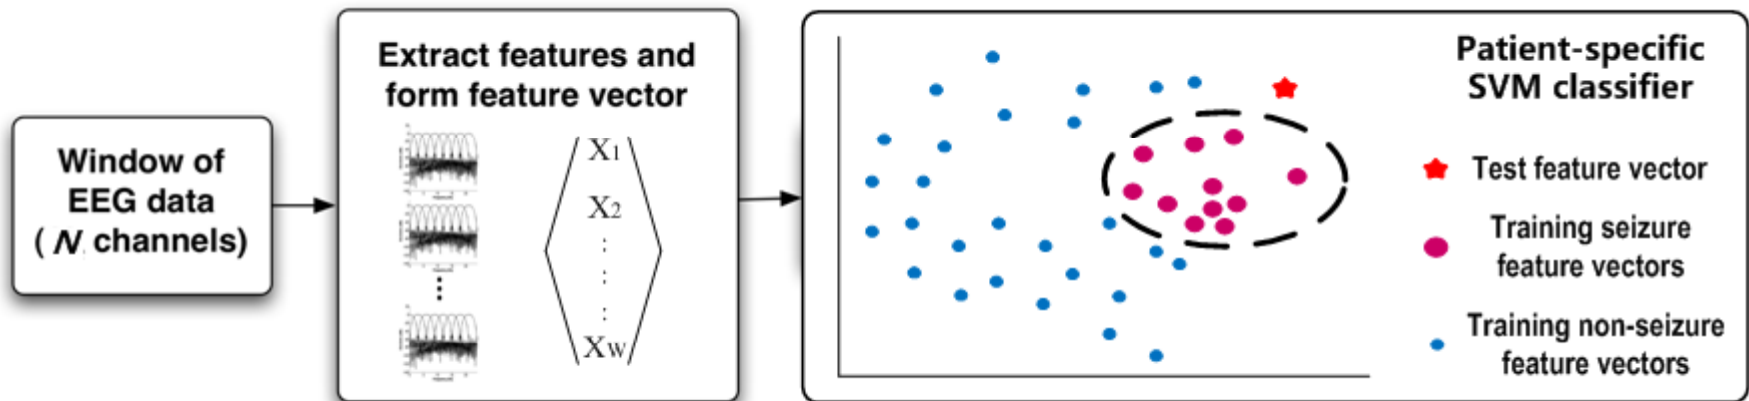 Window of
EEG data
( N channels)
Extract features and
form feature vector
X1
X2
:
:
:
XW
Patient-specific
SVM classifier
Test feature vector
Training seizure
feature vectors
Training non-seizure
feature vectors